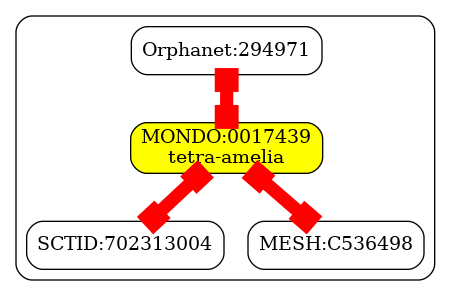 Orphanet:294971
MONDO:0017439
tetra-amelia
SCTID:702313004
MESH:C536498